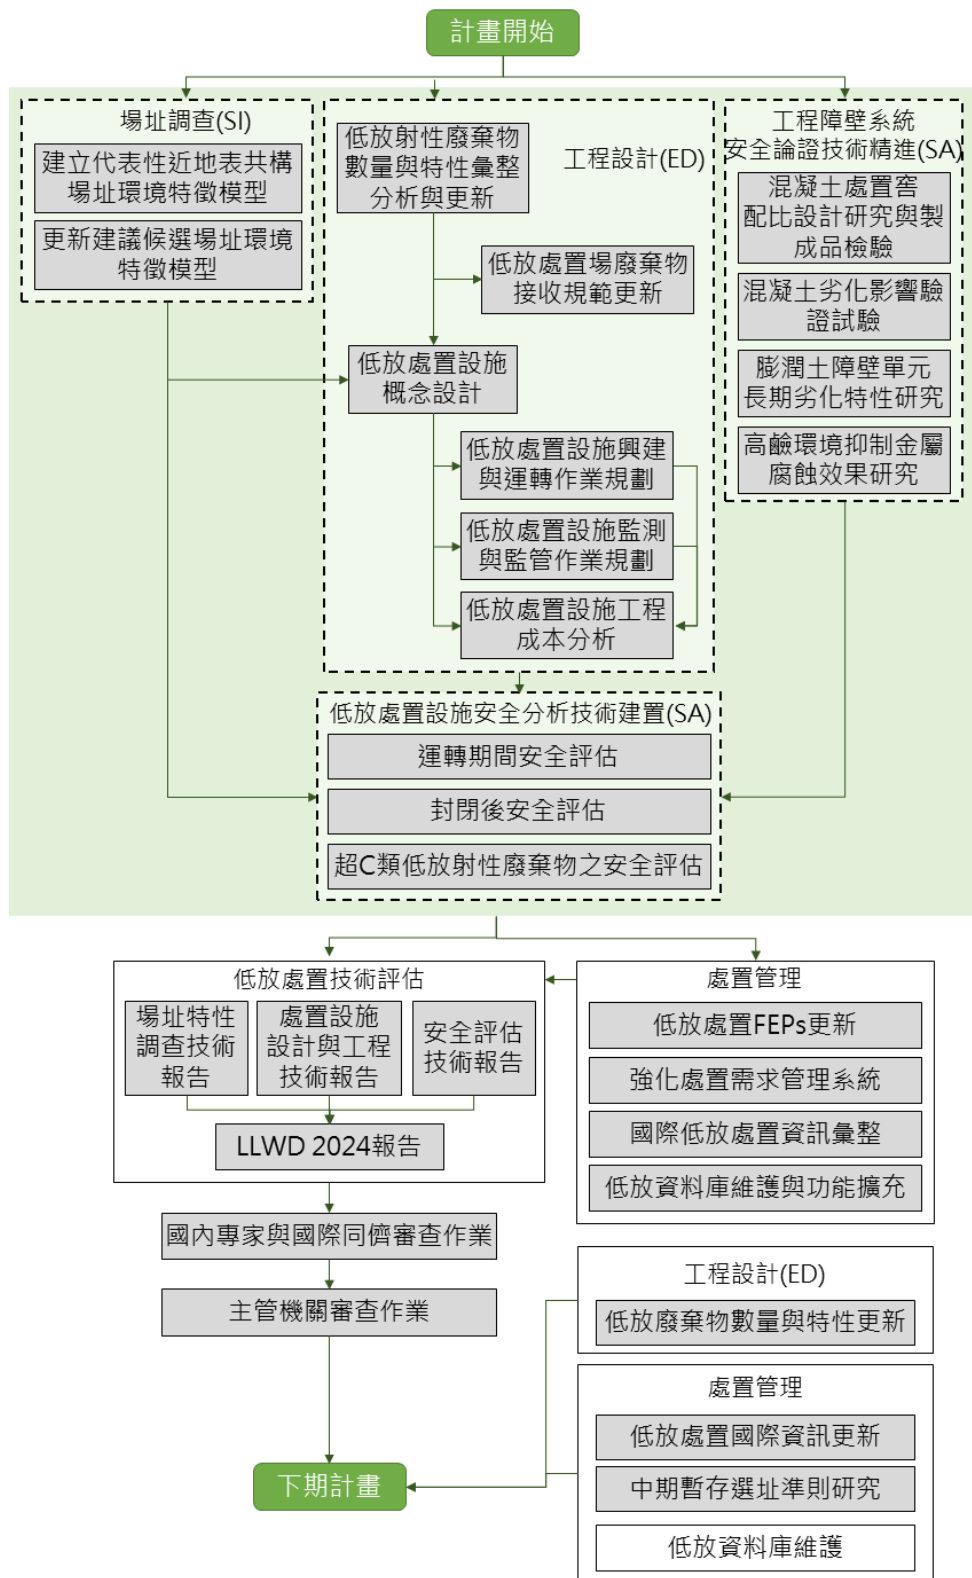 計畫開始
場址調查(SI)
建立代表性近地表共構
場址環境特徵模型
更新建議候選場址環境
特徵模型
低放射性廢棄物
數量與特性彙整
分析與更新
工程設計(ED)
低放處置場廢棄物
接收規範更新
低放處置設施
概念設計
低放處置設施興建
與運轉作業規劃
低放處置設施監測
與監管作業規劃
低放處置設施工程
成本分析
工程障壁系統
安全論證技術精進(SA)
混凝土處置窖
配比設計研究與製
成品檢驗
混凝土劣化影響驗
證試驗
膨潤土障壁單元
長期劣化特性研究
高鹼環境抑制金屬
腐蝕效果研究
低放處置設施安全分析技術建置(SA)
運轉期間安全評估
封閉後安全評估
超C類低放射性廢棄物之安全評估
低放處置技術評估
場址特性
調查技術
報告
處置設施
設計與工程
技術報告
安全評估
技術報告
LLWD 2024報告
國內專家與國際同儕審查作業
主管機關審查作業
處置管理
低放處置FEPs更新
強化處置需求管理系統
國際低放處置資訊彙整
低放資料庫維護與功能擴充
工程設計(ED)
低放廢棄物數量與特性更新
處置管理
低放處置國際資訊更新
中期暫存選址準則研究
低放資料庫維護
下期計畫